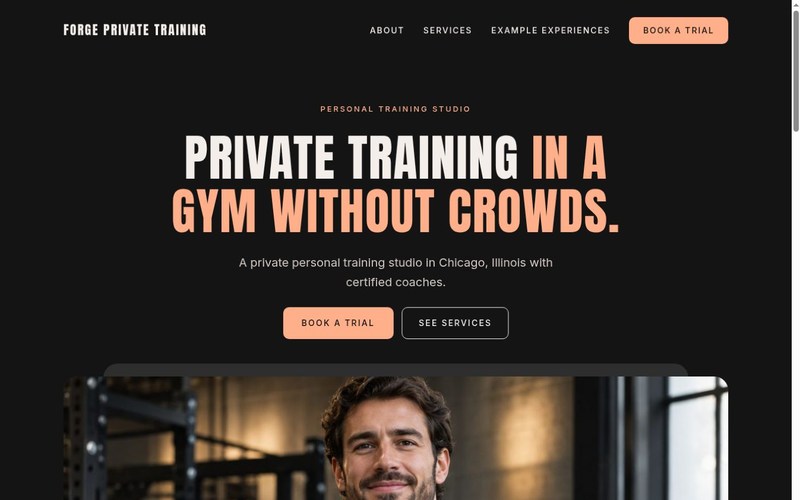 FORGE PRIVATE TRAINING
ABOUT
SERVICES
EXAMPLE EXPERIENCES
BOOK A TRIAL
PERSONAL TRAINING STUDIO
PRIVATE TRAINING IN A
GYM WITHOUT CROWDS.
A private personal training studio in Chicago, Illinois with
certified coaches.
BOOK A TRIAL
SEE SERVICES